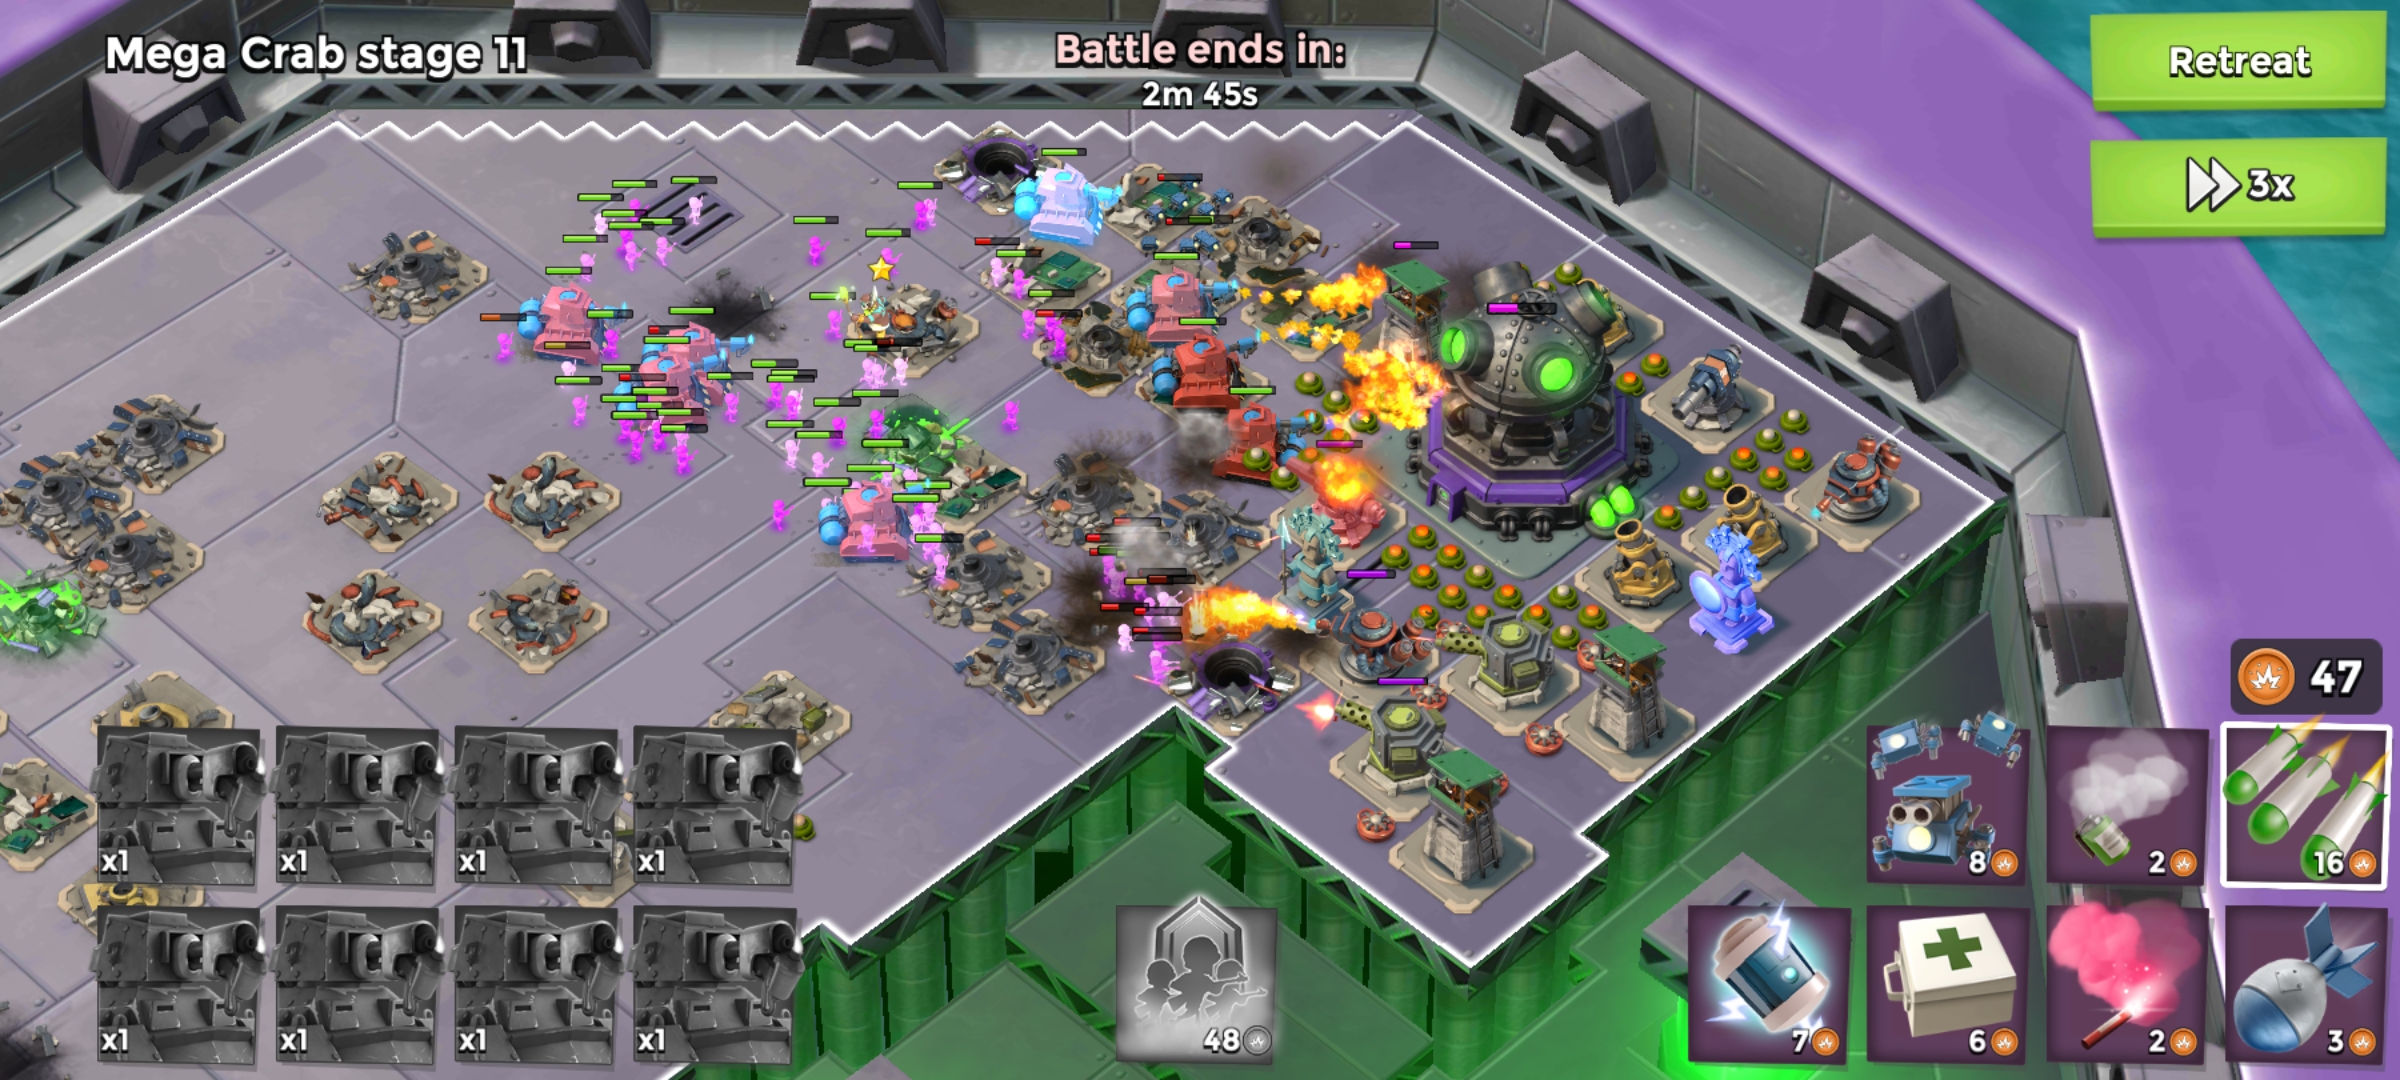 Mega Crab stage 11
Battle ends in:
2m 45s
Retreat
3x
47
8
2
16
x1
x1
x1
x1
x1
x1
x1
x1
48
7
6
2
3